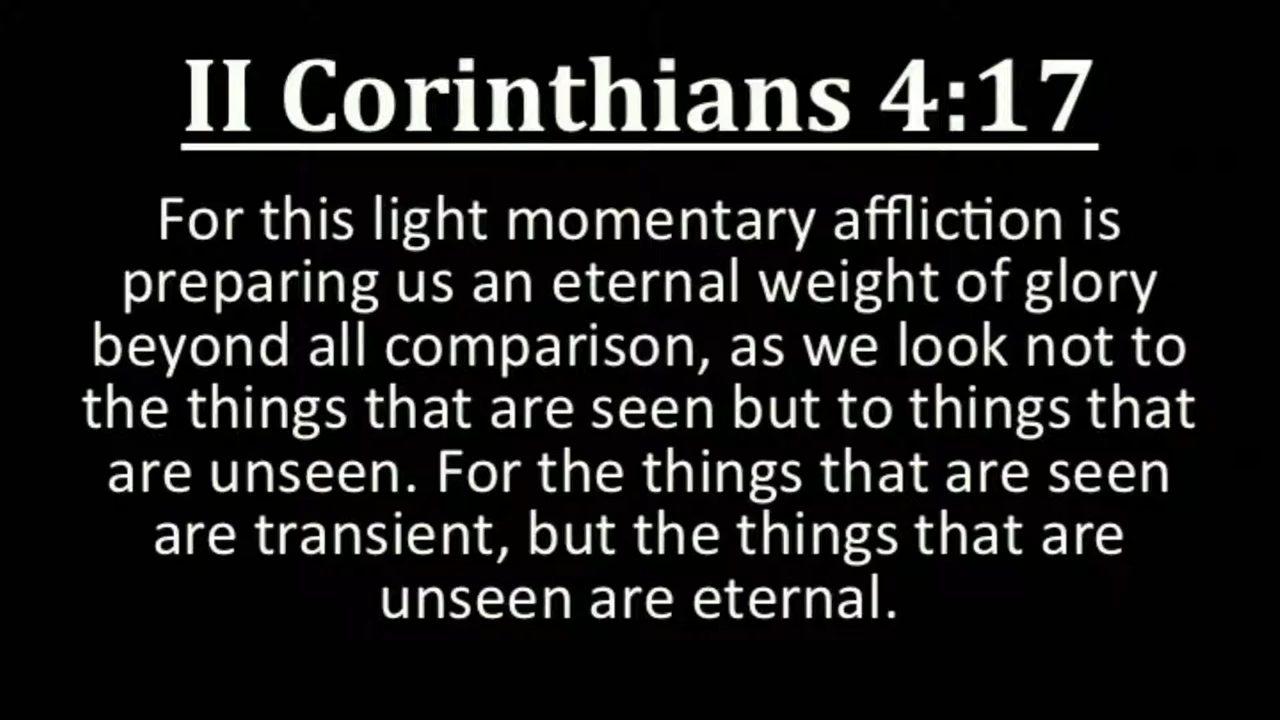 II Corinthians 4:17
For this light momentary affliction is
preparing us an eternal weight of glory
beyond all comparison, as we look not to
the things that are seen but to things that
are unseen. For the things that are seen
are transient, but the things that are
unseen are eternal.